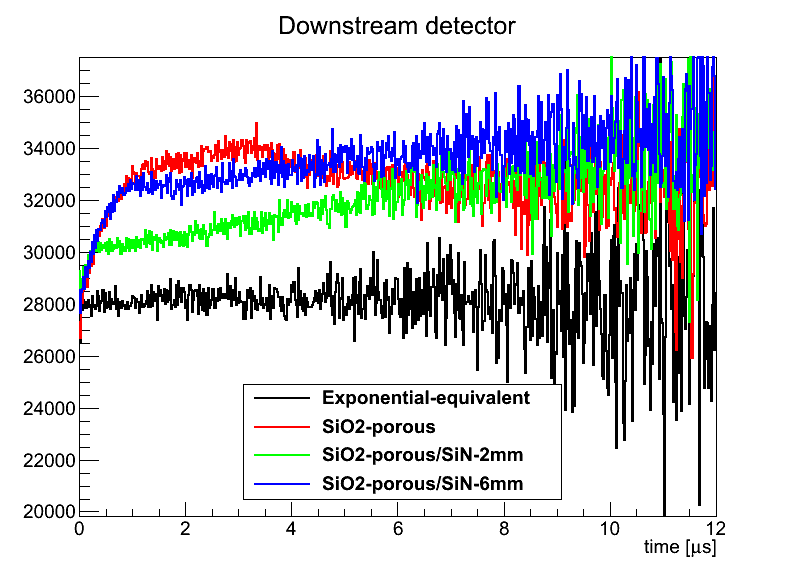 Downstream detector
36000
34000
32000
30000
28000
26000
24000
22000
20000
Exponential-equivalent
SiO2-porous
SiO2-porous/SiN-2mm
SiO2-porous/SiN-6mm
0 2 4 6 8 10 12
time [μs]